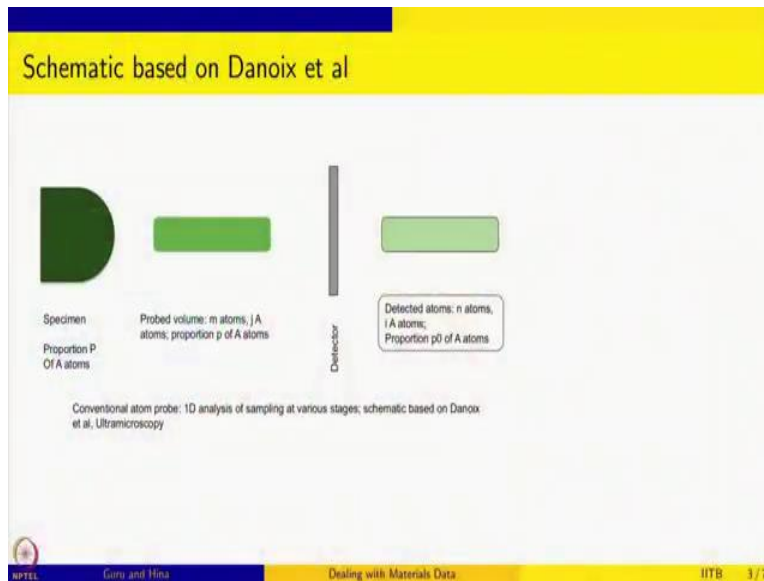 Schematic based on Danoix et al
Specimen
Proportion P
Of A atoms
Probed volume: m atoms, j A
atoms; proportion p of A atoms
Detector
Detected atoms: n atoms,
i A atoms;
Proportion p0 of A atoms
Conventional atom probe: 1D analysis of sampling at various stages; schematic based on Danoix
et al, Ultramicroscopy
NPTEL
Guru and Hina
Dealing with Materials Data
IITB